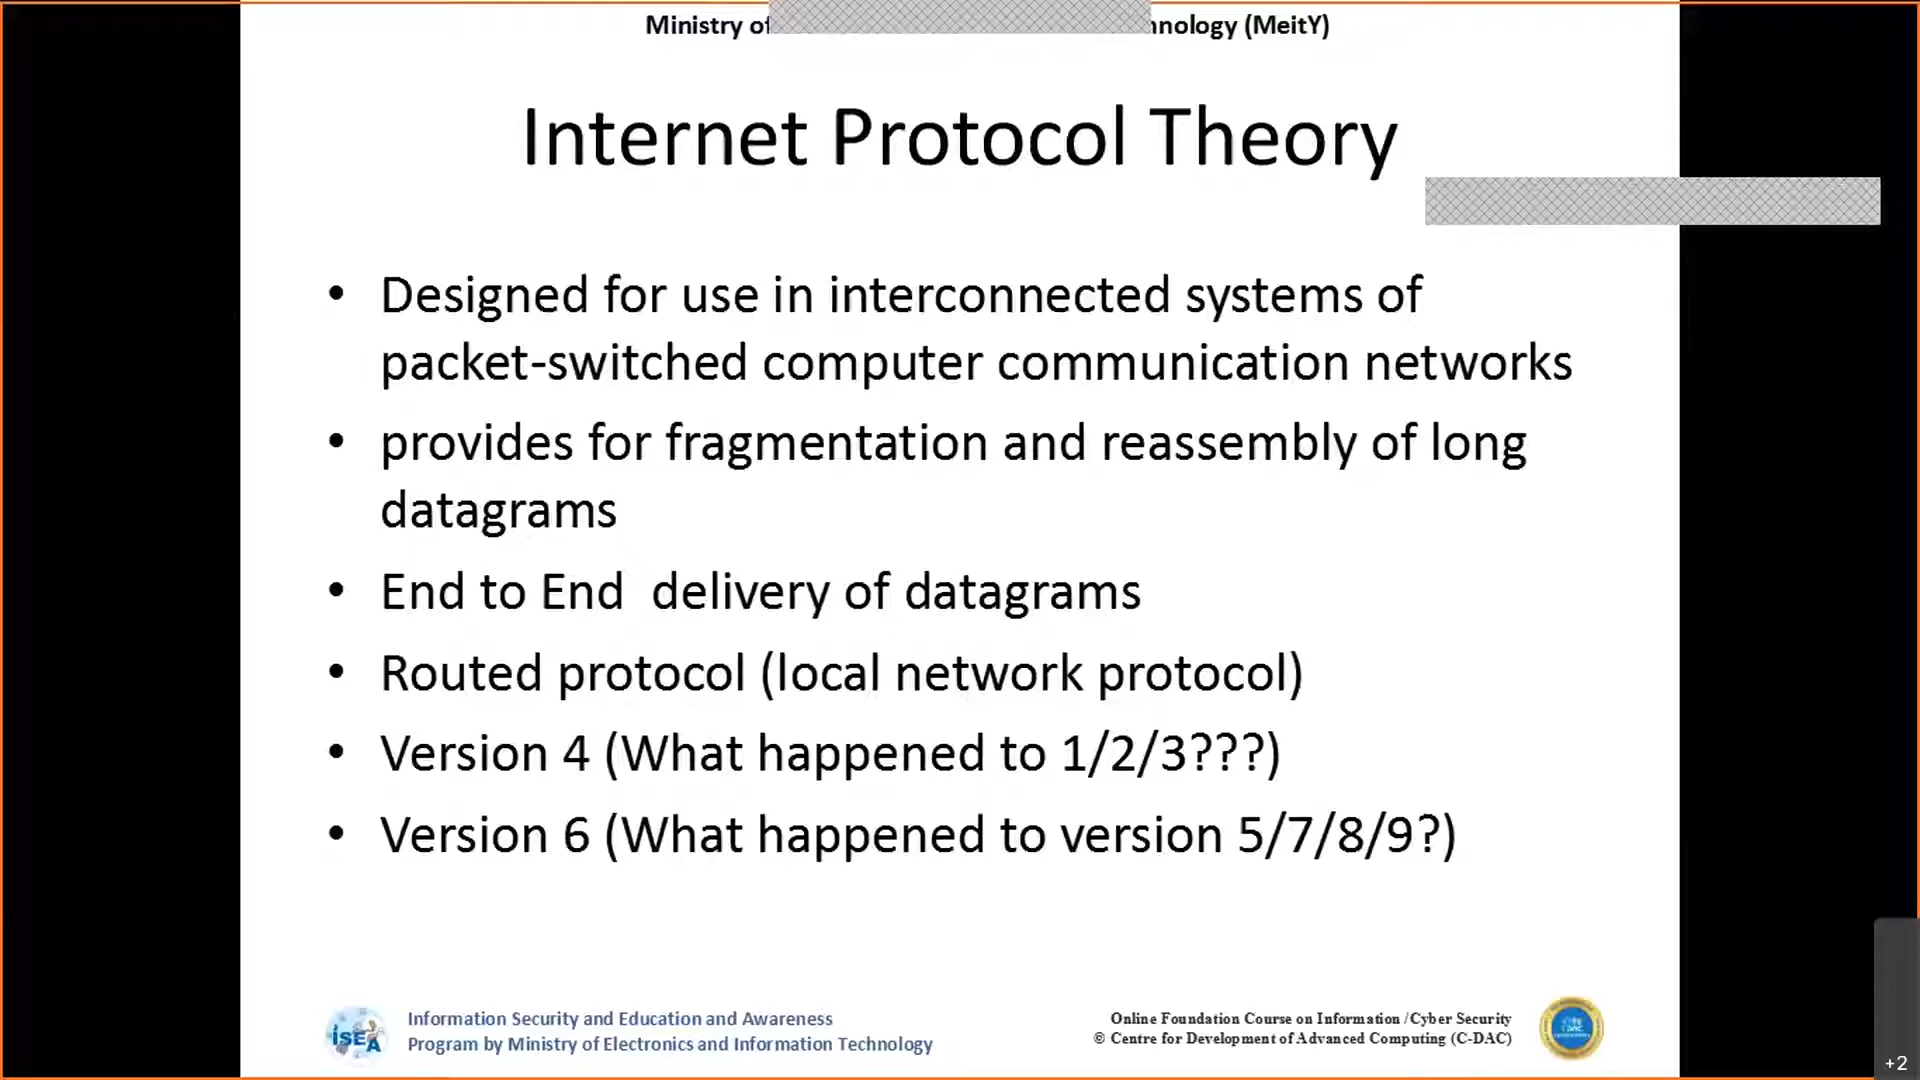 Ministry of nology (MeitY)
Internet Protocol Theory
• Designed for use in interconnected systems of
packet-switched computer communication networks
• provides for fragmentation and reassembly of long
datagrams
• End to End delivery of datagrams
• Routed protocol (local network protocol)
• Version 4 (What happened to 1/2/3???)
• Version 6 (What happened to version 5/7/8/9?)
ISEA
Information Security and Education and Awareness
Program by Ministry of Electronics and Information Technology
Online Foundation Course on Information /Cyber Security
© Centre for Development of Advanced Computing (C-DAC)
+2